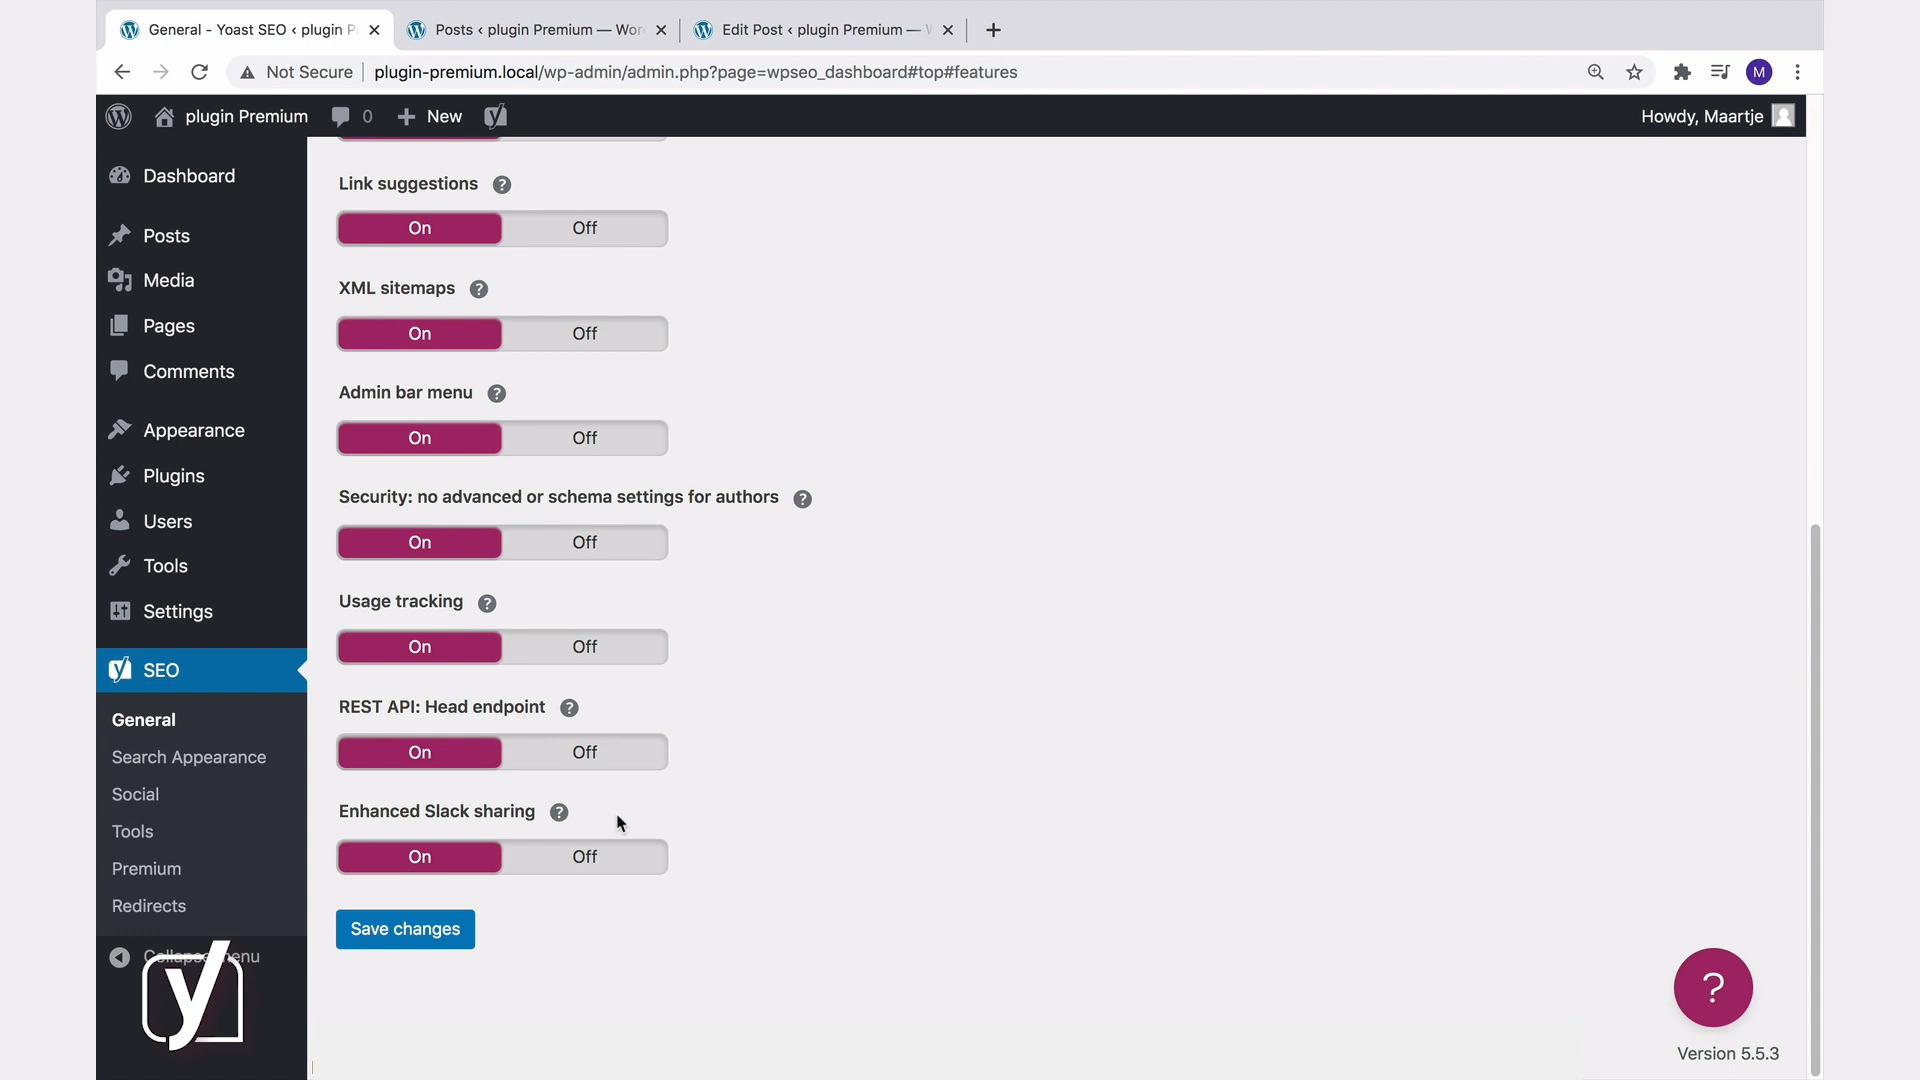 General - Yoast SEO ‹ plugin P
Posts ‹ plugin Premium — Wor
Edit Post ‹ plugin Premium — W
Not Secure
plugin-premium.local/wp-admin/admin.php?page=wpseo_dashboard#top#features
M
plugin Premium
0
New
Howdy, Maartje
Dashboard
Posts
Media
Pages
Comments
Appearance
Plugins
Users
Tools
Settings
SEO
General
Search Appearance
Social
Tools
Premium
Redirects
Collapse menu
y
Link suggestions ?
On Off
XML sitemaps ?
On Off
Admin bar menu ?
On Off
Security: no advanced or schema settings for authors ?
On Off
Usage tracking ?
On Off
REST API: Head endpoint ?
On Off
Enhanced Slack sharing ?
On Off
Save changes
?
Version 5.5.3